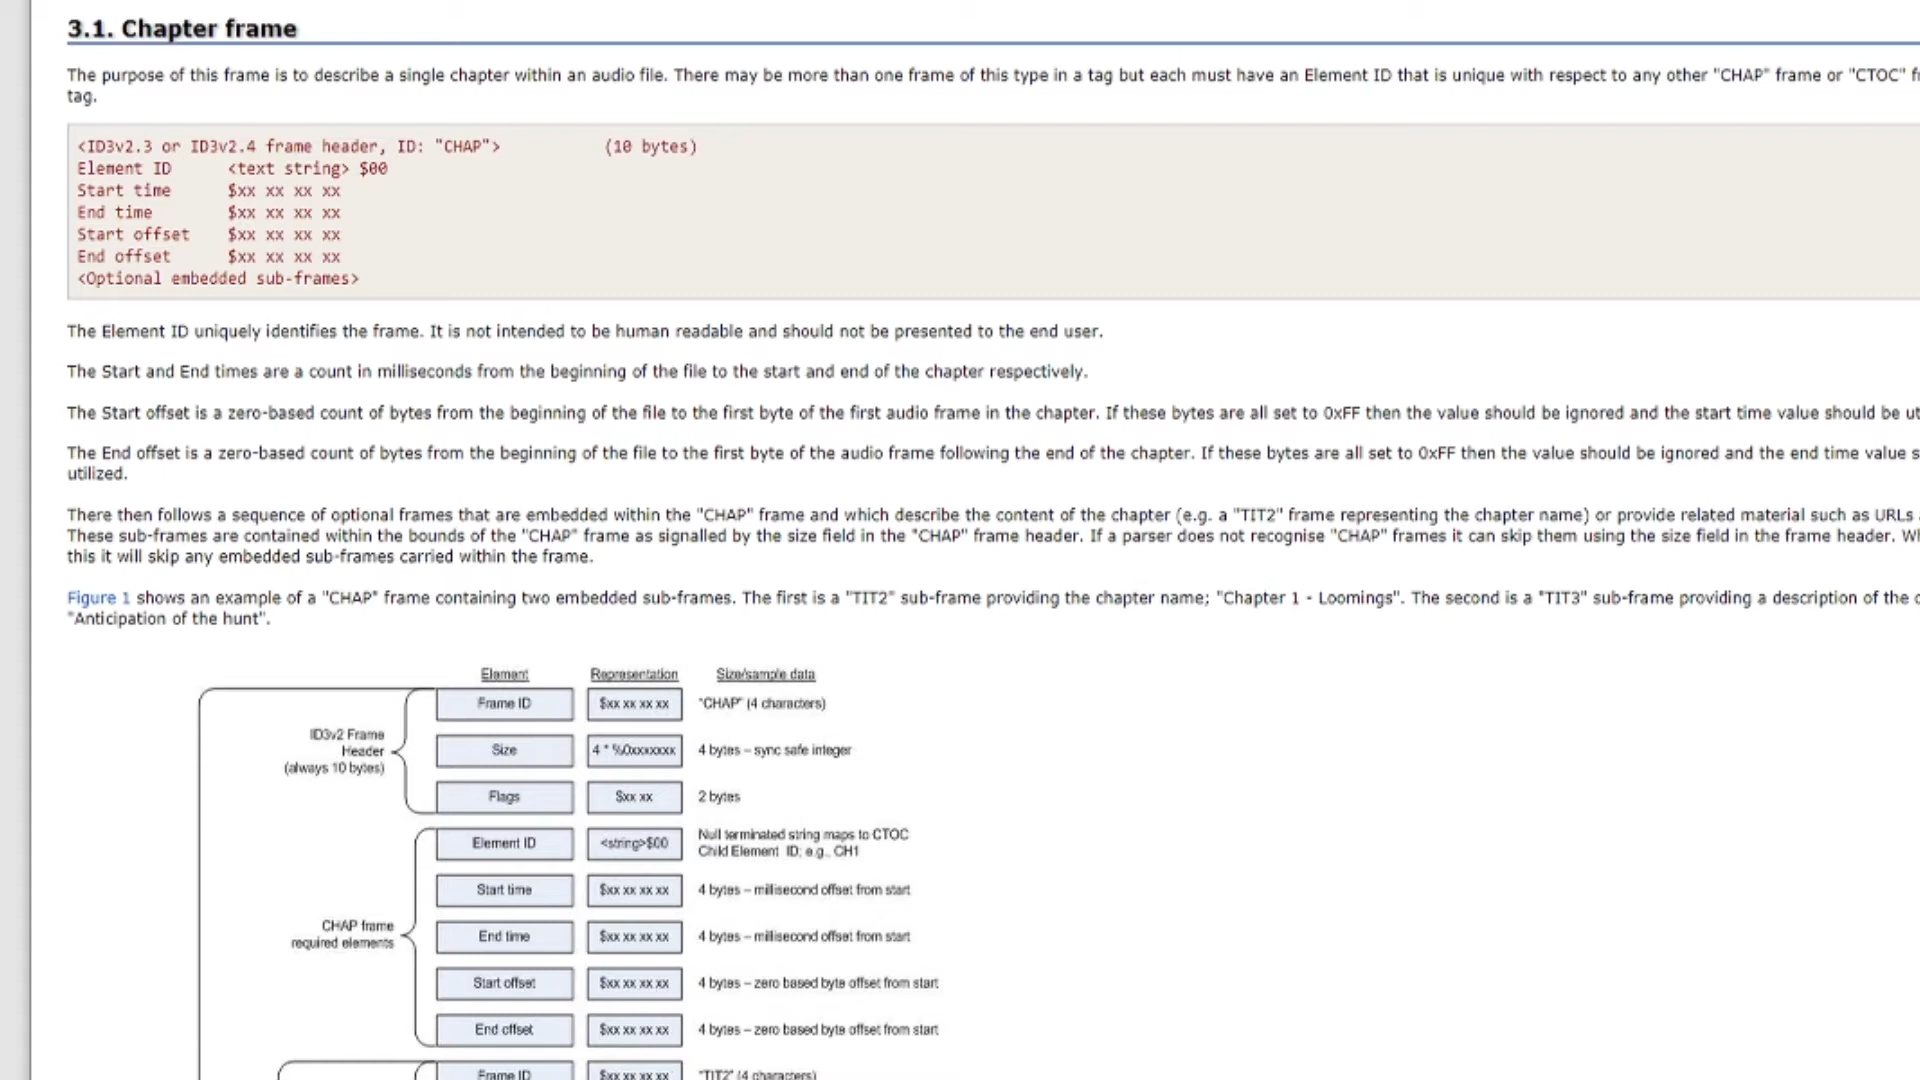 3.1. Chapter frame
The purpose of this frame is to describe a single chapter within an audio file. There may be more than one frame of this type in a tag but each must have an Element ID that is unique with respect to any other "CHAP" frame or "CTOC"
tag.
<ID3v2.3 or ID3v2.4 frame header, ID: "CHAP"> (10 bytes)
Element ID <text string> $00
Start time $xx xx xx xx
End time $xx xx xx xx
Start offset $xx xx xx xx
End offset $xx xx xx xx
<Optional embedded sub-frames>
The Element ID uniquely identifies the frame. It is not intended to be human readable and should not be presented to the end user.
The Start and End times are a count in milliseconds from the beginning of the file to the start and end of the chapter respectively.
The Start offset is a zero-based count of bytes from the beginning of the file to the first byte of the first audio frame in the chapter. If these bytes are all set to 0xFF then the value should be ignored and the start time value should be
The End offset is a zero-based count of bytes from the beginning of the file to the first byte of the audio frame following the end of the chapter. If these bytes are all set to 0xFF then the value should be ignored and the end time value
utilized.
There then follows a sequence of optional frames that are embedded within the "CHAP" frame and which describe the content of the chapter (e.g. a "TIT2" frame representing the chapter name) or provide related material such as URLs
These sub-frames are contained within the bounds of the "CHAP" frame as signalled by the size field in the "CHAP" frame header. If a parser does not recognise "CHAP" frames it can skip them using the size field in the frame header.
this it will skip any embedded sub-frames carried within the frame.
Figure 1 shows an example of a "CHAP" frame containing two embedded sub-frames. The first is a "TIT2" sub-frame providing the chapter name; "Chapter 1 - Loomings". The second is a "TIT3" sub-frame providing a description of the
"Anticipation of the hunt".
Element Representation Size/sample data
Frame ID $xx xx xx xx "CHAP" (4 characters)
ID3v2 Frame
Header
(always 10 bytes)
Size 4 * %0xxxxxxx 4 bytes – sync safe integer
Flags $xx xx 2 bytes
Element ID <string>$00 Null terminated string maps to CTOC
Child Element ID; e.g. CH1
Start time $xx xx xx xx 4 bytes – millisecond offset from start
CHAP frame
required elements
End time $xx xx xx xx 4 bytes – millisecond offset from start
Start offset $xx xx xx xx 4 bytes – zero based byte offset from start
End offset $xx xx xx xx 4 bytes – zero based byte offset from start
Frame ID $xx xx xx xx "TIT2" (4 characters)